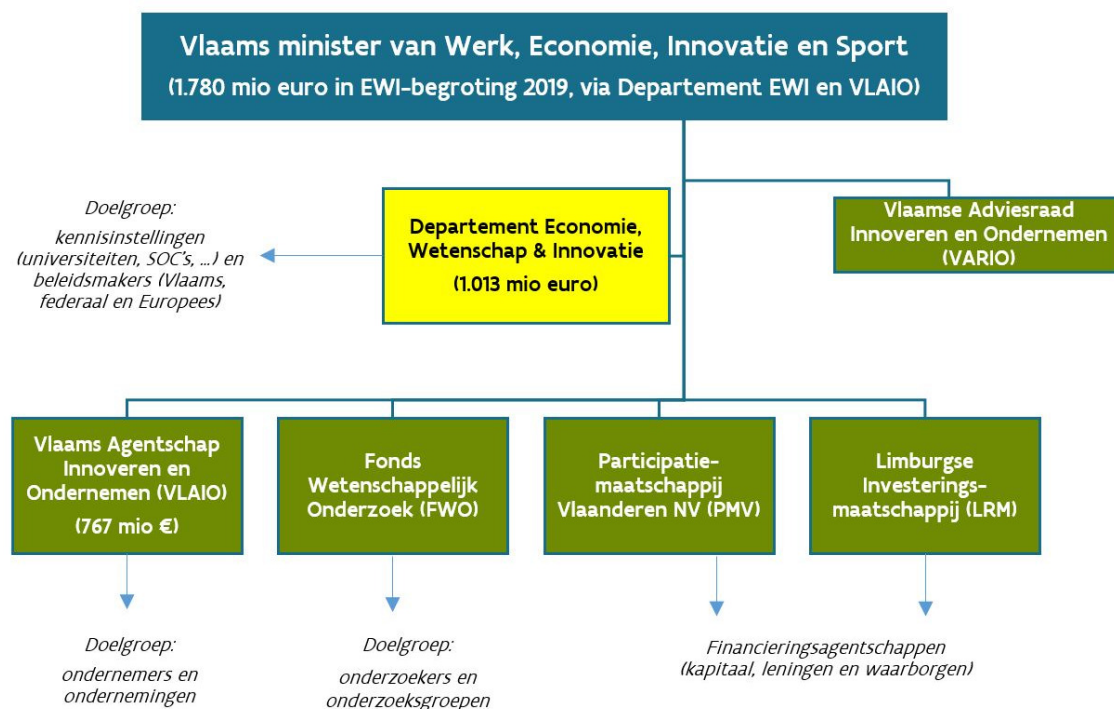 Vlaams minister van Werk, Economie, Innovatie en Sport
(1.780 mio euro in EWI-begroting 2019, via Departement EWI en VLAIO)
Doelgroep:
kennisinstellingen
(universiteiten, SOC's, ...) en
beleidsmakers (Vlaams,
federaal en Europees)
Departement Economie,
Wetenschap & Innovatie
(1.013 mio euro)
Vlaamse Adviesraad
Innoveren en Ondernemen
(VARIO)
Vlaams Agentschap
Innoveren en
Ondernemen (VLAIO)
(767 mio €)
Fonds
Wetenschappelijk
Onderzoek (FWO)
Participatie-
maatschappij
Vlaanderen NV (PMV)
Limburgse
Investerings-
maatschappij (LRM)
Doelgroep:
ondernemers en
ondernemingen
Doelgroep:
onderzoekers en
onderzoeksgroepen
Financieringsagentschappen
(kapitaal, leningen en waarborgen)